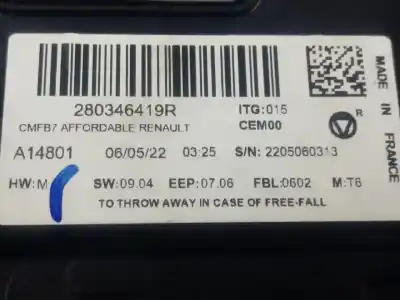 280346419R
ITG:015
CMFB7 AFFORDABLE RENAULT
CEM00
R
A14801 06/05/22 03:25 S/N: 2205060313
HW:M SW:09.04 EEP:07.06 FBL:0602 M:T6
TO THROW AWAY IN CASE OF FREE-FALL
MADE IN FRANCE